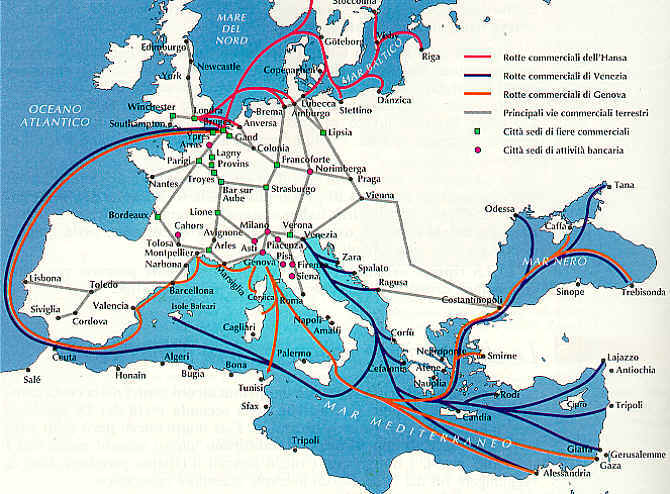 Stoccolma
MARE
DEL
NORD
Göteborg
Visby
MAR BALTICO
Riga
Edimburgo
Newcastle
York
Copenaghen
Danzica
Stettino
Lubecca
Amburgo
Brema
Rotte commerciali dell'Hansa
Rotte commerciali di Venezia
Rotte commerciali di Genova
Principali vie commerciali terrestri
Città sedi di fiere commerciali
Città sedi di attività bancaria
OCEANO
ATLANTICO
Winchester
Londra
Southampton
Bruges
Anversa
Ypres
Gand
Arras
Colonia
Lipsia
Lagny
Provins
Parigi
Troyes
Bar sur
Aube
Francoforte
Norimberga
Praga
Strasburgo
Vienna
Nantes
Bordeaux
Lione
Cahors
Avignone
Tolosa
Arles
Montpellier
Narbona
Marsiglia
Milano
Asti
Piacenza
Genova
Verona
Venezia
Pisa
Firenze
Siena
Zara
Spalato
Ragusa
Roma
Corsica
Napoli
Amalfi
Cagliari
Palermo
Lisbona
Toledo
Siviglia
Cordova
Valencia
Barcellona
Isole Baleari
Ceuta
Salé
Honaïn
Algeri
Bugia
Bona
Tunisi
Sfax
Tripoli
MAR MEDITERRANEO
Corfù
Cefalonia
Negroponte
Atene
Nauplia
Candia
Rodi
Smirne
Costantinopoli
MAR NERO
Odessa
Caffa
Tana
Sinope
Trebisonda
Lajazzo
Antiochia
Cipro
Tripoli
Giaffa
Gerusalemme
Gaza
Alessandria